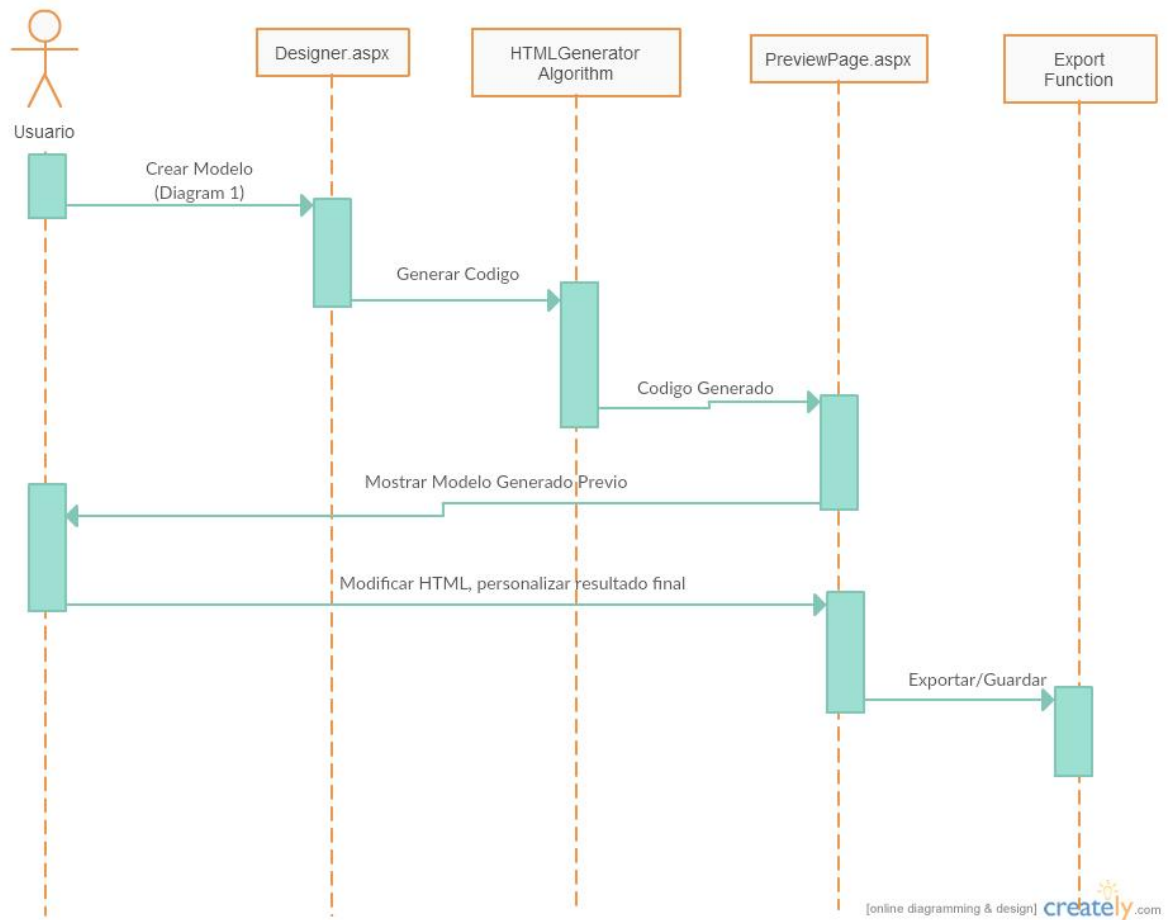 Usuario
Designer.aspx
HTMLGenerator
Algorithm
PreviewPage.aspx
Export
Function
Crear Modelo
(Diagram 1)
Generar Codigo
Codigo Generado
Mostrar Modelo Generado Previo
Modificar HTML, personalizar resultado final
Exportar/Guardar
[online diagramming & design] creately.com